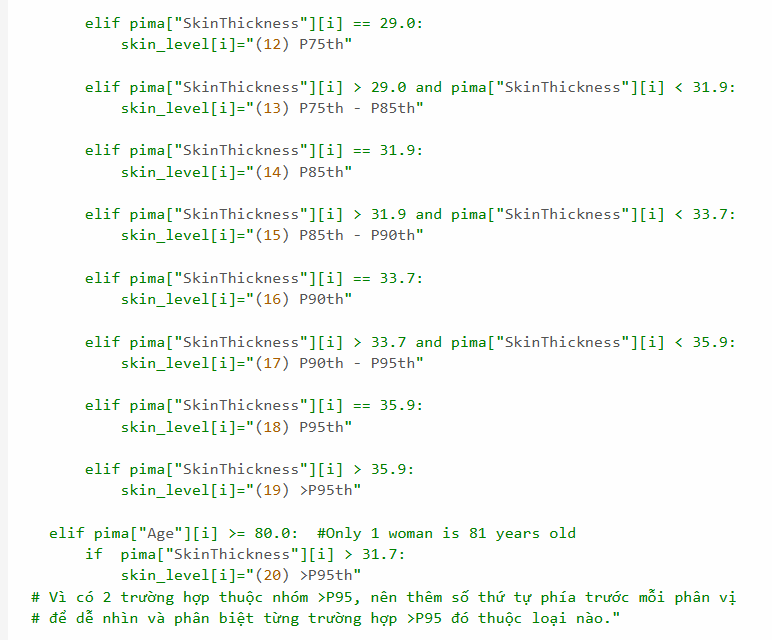 elif pima["SkinThickness"][i] == 29.0:
skin_level[i]="(12) P75th"
elif pima["SkinThickness"][i] > 29.0 and pima["SkinThickness"][i] < 31.9:
skin_level[i]="(13) P75th - P85th"
elif pima["SkinThickness"][i] == 31.9:
skin_level[i]="(14) P85th"
elif pima["SkinThickness"][i] > 31.9 and pima["SkinThickness"][i] < 33.7:
skin_level[i]="(15) P85th - P90th"
elif pima["SkinThickness"][i] == 33.7:
skin_level[i]="(16) P90th"
elif pima["SkinThickness"][i] > 33.7 and pima["SkinThickness"][i] < 35.9:
skin_level[i]="(17) P90th - P95th"
elif pima["SkinThickness"][i] == 35.9:
skin_level[i]="(18) P95th"
elif pima["SkinThickness"][i] > 35.9:
skin_level[i]="(19) >P95th"
elif pima["Age"][i] >= 80.0:  #Only 1 woman is 81 years old
if  pima["SkinThickness"][i] > 31.7:
skin_level[i]="(20) >P95th"
# Vì có 2 trường hợp thuộc nhóm >P95, nên thêm số thứ tự phía trước mỗi phân vị
# để dễ nhìn và phân biệt từng trường hợp >P95 đó thuộc loại nào."